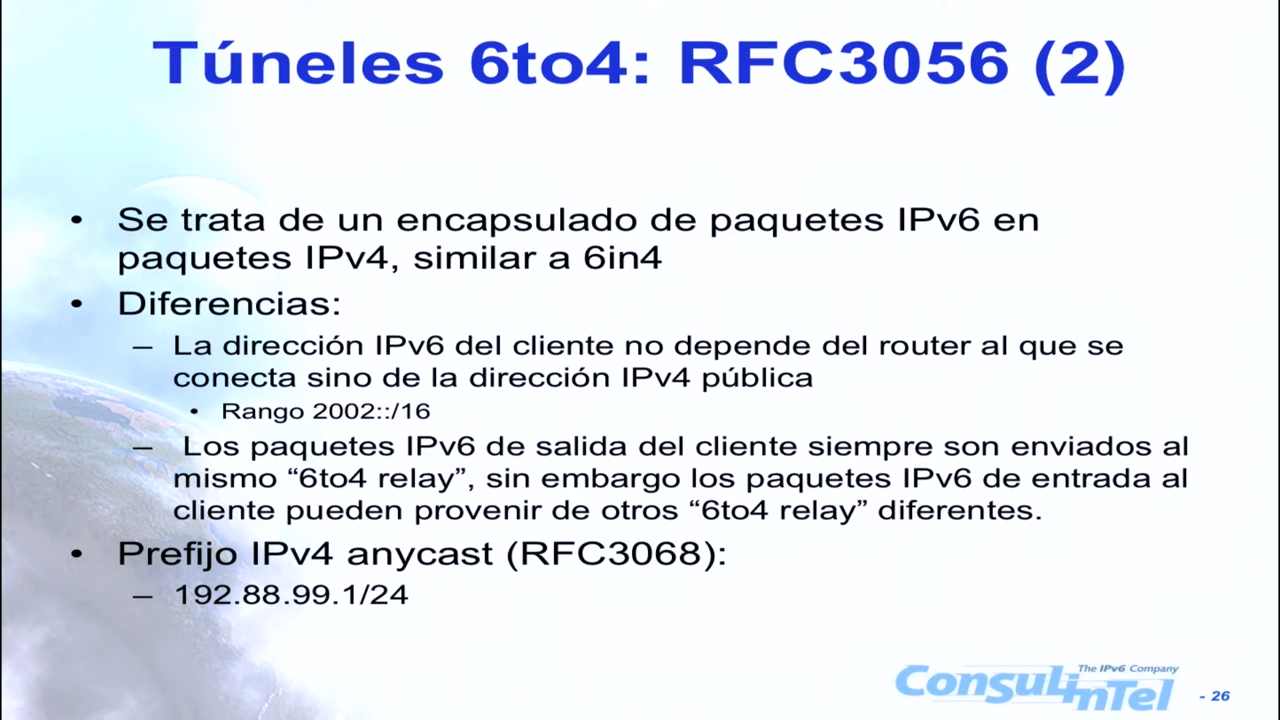 Túneles 6to4: RFC3056 (2)
• Se trata de un encapsulado de paquetes IPv6 en
paquetes IPv4, similar a 6in4
• Diferencias:
– La dirección IPv6 del cliente no depende del router al que se
conecta sino de la dirección IPv4 pública
• Rango 2002::/16
– Los paquetes IPv6 de salida del cliente siempre son enviados al
mismo “6to4 relay”, sin embargo los paquetes IPv6 de entrada al
cliente pueden provenir de otros “6to4 relay” diferentes.
• Prefijo IPv4 anycast (RFC3068):
– 192.88.99.1/24
The IPv6 Company
ConsulinTel
- 26